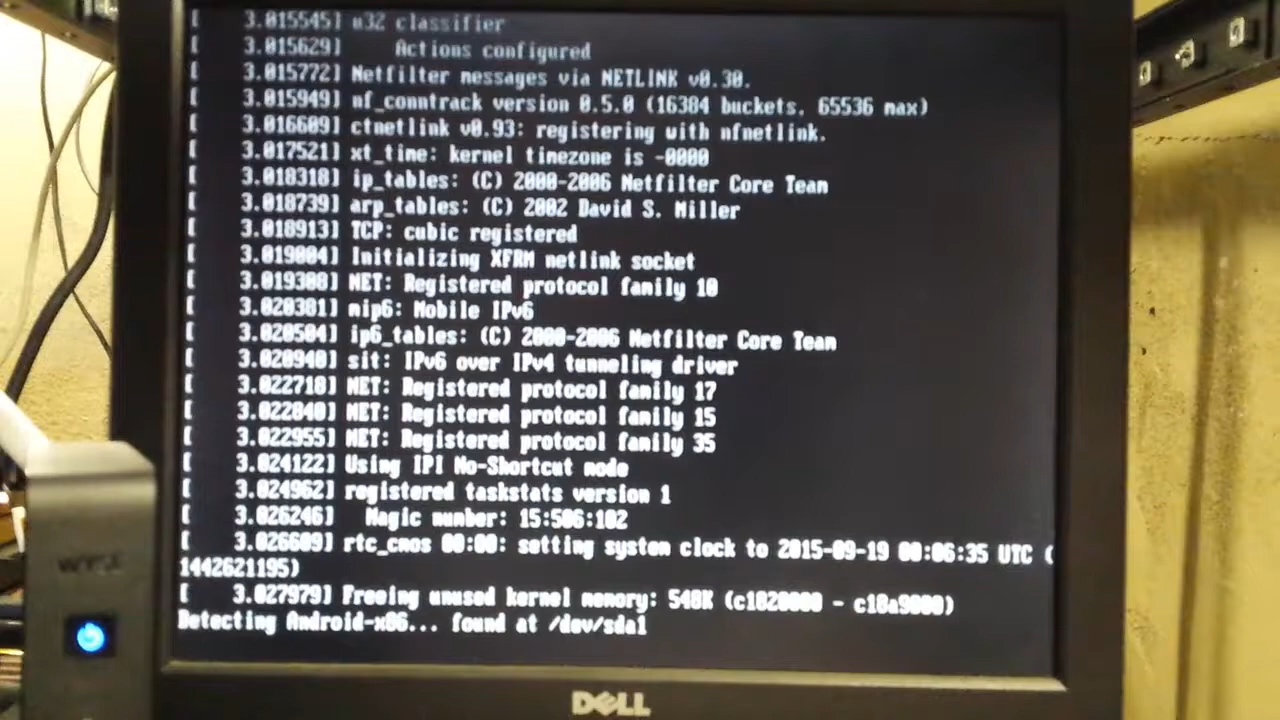 [    3.015545] u32 classifier
[    3.015629]     Actions configured
[    3.015772] Netfilter messages via NETLINK v0.30.
[    3.015949] nf_conntrack version 0.5.0 (16384 buckets, 65536 max)
[    3.016609] ctnetlink v0.93: registering with nfnetlink.
[    3.017521] xt_time: kernel timezone is -0000
[    3.018318] ip_tables: (C) 2000-2006 Netfilter Core Team
[    3.018739] arp_tables: (C) 2002 David S. Miller
[    3.018913] TCP: cubic registered
[    3.019004] Initializing XFRM netlink socket
[    3.019308] NET: Registered protocol family 10
[    3.020381] mip6: Mobile IPv6
[    3.020504] ip6_tables: (C) 2000-2006 Netfilter Core Team
[    3.020940] sit: IPv6 over IPv4 tunneling driver
[    3.022718] NET: Registered protocol family 17
[    3.022840] NET: Registered protocol family 15
[    3.022955] NET: Registered protocol family 35
[    3.024122] Using IPI No-Shortcut mode
[    3.024962] registered taskstats version 1
[    3.026246]   Magic number: 15:506:102
[    3.026609] rtc_cmos 00:00: setting system clock to 2015-09-19 00:06:35 UTC (
1442621195)
[    3.027979] Freeing unused kernel memory: 548K (c1820000 - c18a9000)
Detecting Android-x86... found at /dev/sda1
WYSE
DELL